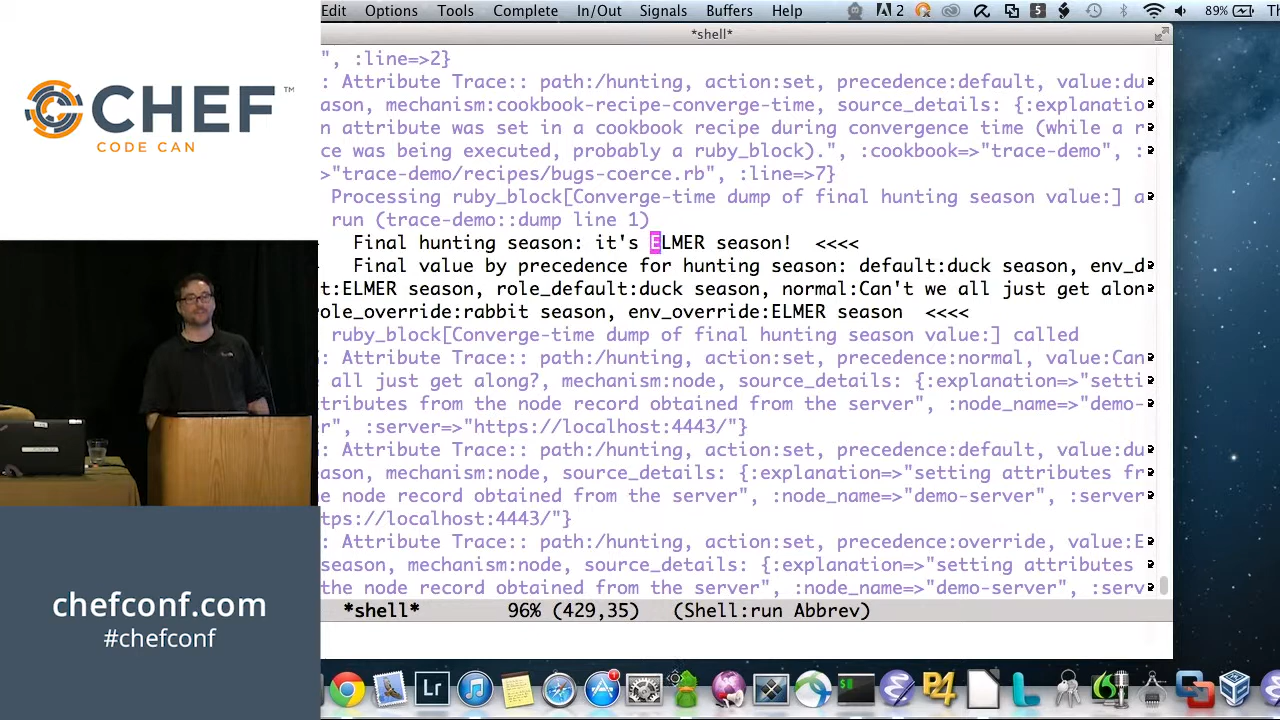 Edit Options Tools Complete In/Out Signals Buffers Help 2 5 89% Th
*shell*
CHEF™
CODE CAN
", :line=>2}
: Attribute Trace:: path:/hunting, action:set, precedence:default, value:du
ason, mechanism:cookbook-recipe-converge-time, source_details: {:explanatio
n attribute was set in a cookbook recipe during convergence time (while a r
ce was being executed, probably a ruby_block).", :cookbook=>"trace-demo", :
>"trace-demo/recipes/bugs-coerce.rb", :line=>7}
Processing ruby_block[Converge-time dump of final hunting season value:] a
run (trace-demo::dump line 1)
Final hunting season: it's ELMER season! <<<<
Final value by precedence for hunting season: default:duck season, env_d
t:ELMER season, role_default:duck season, normal:Can't we all just get alon
ole_override:rabbit season, env_override:ELMER season <<<<
ruby_block[Converge-time dump of final hunting season value:] called
: Attribute Trace:: path:/hunting, action:set, precedence:normal, value:Can
all just get along?, mechanism:node, source_details: {:explanation=>"setti
tributes from the node record obtained from the server", :node_name=>"demo-
r", :server=>"https://localhost:4443/"}
: Attribute Trace:: path:/hunting, action:set, precedence:default, value:du
ason, mechanism:node, source_details: {:explanation=>"setting attributes fr
e node record obtained from the server", :node_name=>"demo-server", :server
tps://localhost:4443/"}
: Attribute Trace:: path:/hunting, action:set, precedence:override, value:E
season, mechanism:node, source_details: {:explanation=>"setting attributes
the node record obtained from the server", :node_name=>"demo-server", :serv
*shell* 96% (429,35) (Shell:run Abbrev)
chefconf.com
#chefconf
Lr
P4